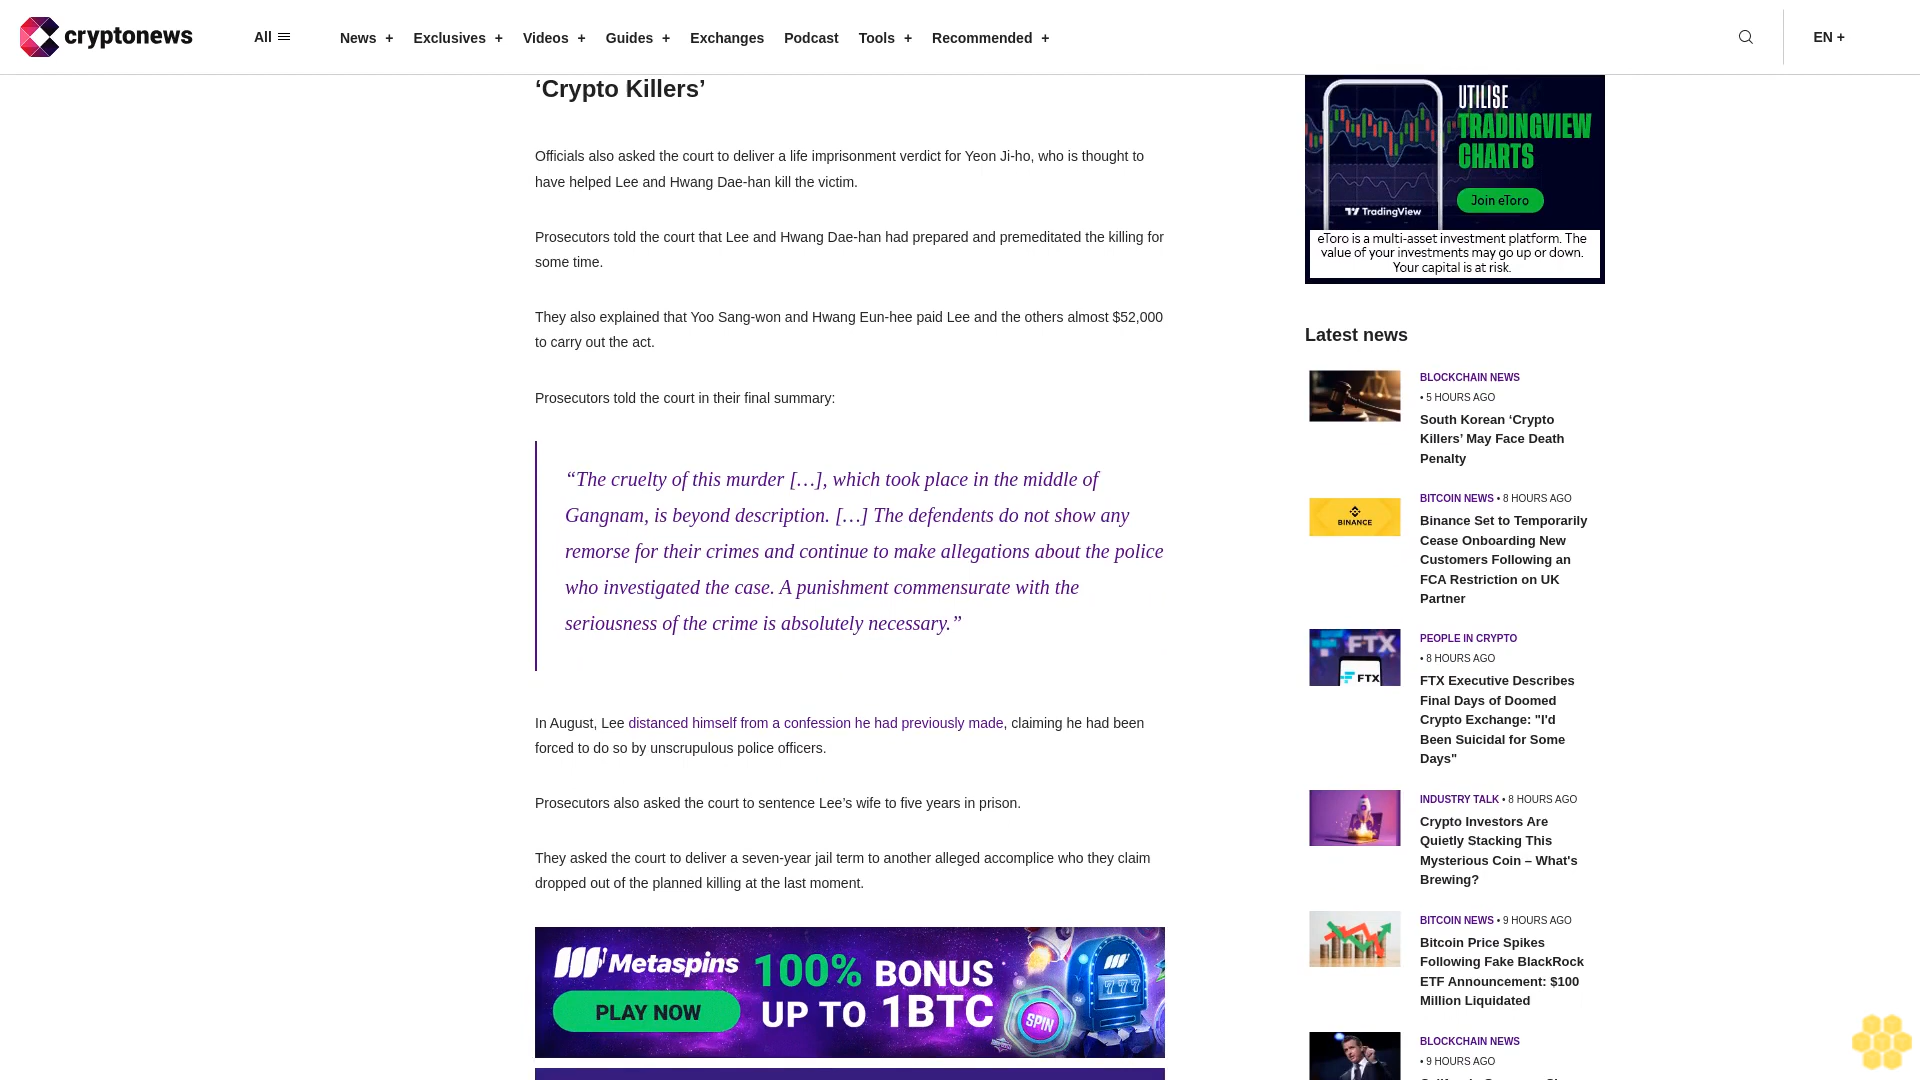 cryptonews
All
News +
Exclusives +
Videos +
Guides +
Exchanges
Podcast
Tools +
Recommended +
EN +
‘Crypto Killers’
Officials also asked the court to deliver a life imprisonment verdict for Yeon Ji-ho, who is thought to
have helped Lee and Hwang Dae-han kill the victim.
Prosecutors told the court that Lee and Hwang Dae-han had prepared and premeditated the killing for
some time.
They also explained that Yoo Sang-won and Hwang Eun-hee paid Lee and the others almost $52,000
to carry out the act.
Prosecutors told the court in their final summary:
“The cruelty of this murder […], which took place in the middle of
Gangnam, is beyond description. […] The defendents do not show any
remorse for their crimes and continue to make allegations about the police
who investigated the case. A punishment commensurate with the
seriousness of the crime is absolutely necessary.”
In August, Lee distanced himself from a confession he had previously made, claiming he had been
forced to do so by unscrupulous police officers.
Prosecutors also asked the court to sentence Lee’s wife to five years in prison.
They asked the court to deliver a seven-year jail term to another alleged accomplice who they claim
dropped out of the planned killing at the last moment.
Metaspins
PLAY NOW
100% BONUS
UP TO 1BTC
777
SPIN
UTILISE
TRADINGVIEW
CHARTS
Join eToro
TradingView
eToro is a multi-asset investment platform. The
value of your investments may go up or down.
Your capital is at risk.
Latest news
BLOCKCHAIN NEWS
• 5 HOURS AGO
South Korean ‘Crypto
Killers’ May Face Death
Penalty
BINANCE
BITCOIN NEWS • 8 HOURS AGO
Binance Set to Temporarily
Cease Onboarding New
Customers Following an
FCA Restriction on UK
Partner
FTX
FTX
PEOPLE IN CRYPTO
• 8 HOURS AGO
FTX Executive Describes
Final Days of Doomed
Crypto Exchange: "I'd
Been Suicidal for Some
Days"
INDUSTRY TALK • 8 HOURS AGO
Crypto Investors Are
Quietly Stacking This
Mysterious Coin – What's
Brewing?
BITCOIN NEWS • 9 HOURS AGO
Bitcoin Price Spikes
Following Fake BlackRock
ETF Announcement: $100
Million Liquidated
BLOCKCHAIN NEWS
• 9 HOURS AGO